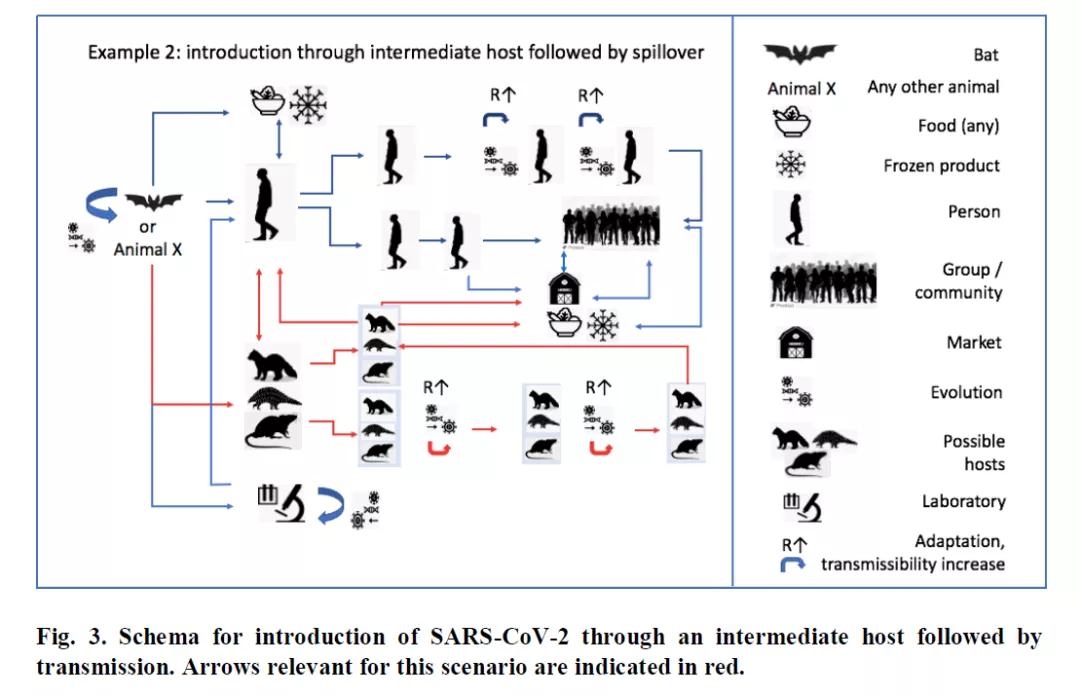 Example 2: introduction through intermediate host followed by spillover
R↑
R↑
or
Animal X
R↑
R↑
Bat
Animal X
Any other animal
Food (any)
Frozen product
Person
Group /
community
Market
Evolution
Possible
hosts
Laboratory
R↑
Adaptation,
transmissibility increase
Fig. 3. Schema for introduction of SARS-CoV-2 through an intermediate host followed by
transmission. Arrows relevant for this scenario are indicated in red.